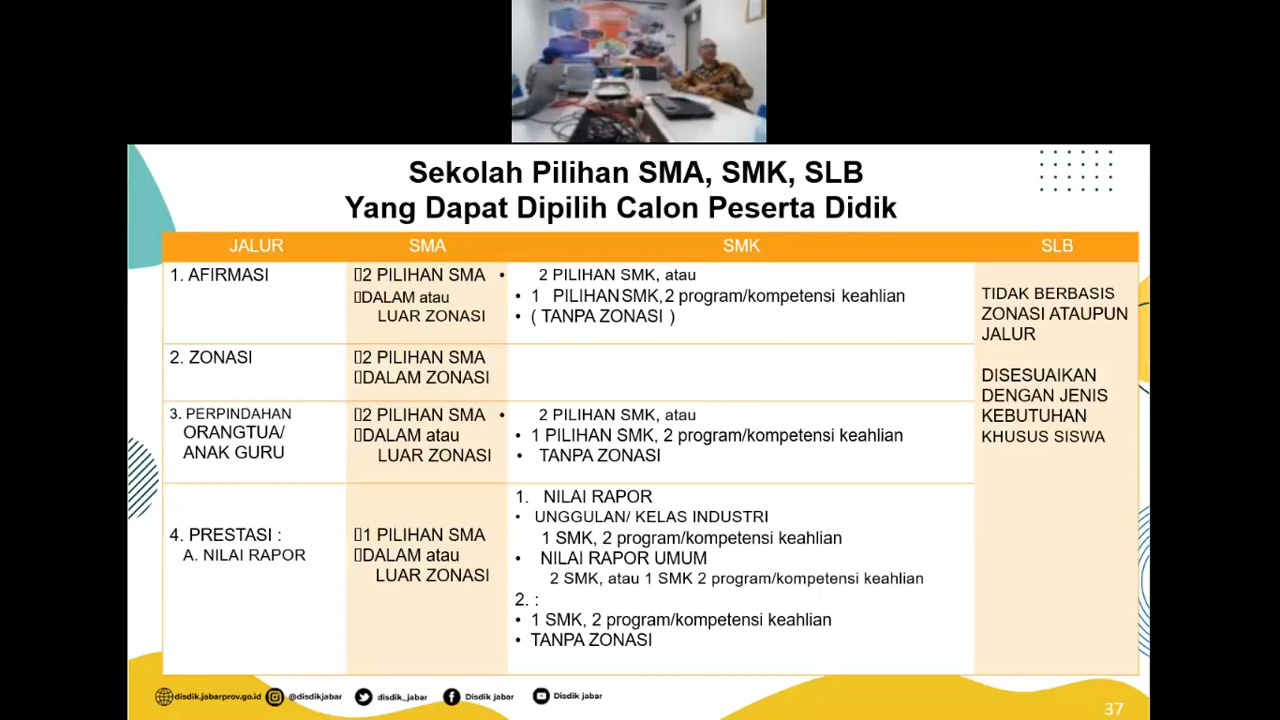 Sekolah Pilihan SMA, SMK, SLB
Yang Dapat Dipilih Calon Peserta Didik
JALUR SMA SMK SLB
1. AFIRMASI
2 PILIHAN SMA
DALAM atau
LUAR ZONASI
• 2 PILIHAN SMK, atau
• 1 PILIHAN SMK, 2 program/kompetensi keahlian
• ( TANPA ZONASI )
TIDAK BERBASIS
ZONASI ATAUPUN
JALUR
DISESUAIKAN
DENGAN JENIS
KEBUTUHAN
KHUSUS SISWA
2. ZONASI
2 PILIHAN SMA
DALAM ZONASI
3. PERPINDAHAN
ORANGTUA/
ANAK GURU
2 PILIHAN SMA
DALAM atau
LUAR ZONASI
• 2 PILIHAN SMK, atau
• 1 PILIHAN SMK, 2 program/kompetensi keahlian
• TANPA ZONASI
4. PRESTASI :
A. NILAI RAPOR
1 PILIHAN SMA
DALAM atau
LUAR ZONASI
1. NILAI RAPOR
• UNGGULAN/ KELAS INDUSTRI
1 SMK, 2 program/kompetensi keahlian
• NILAI RAPOR UMUM
2 SMK, atau 1 SMK 2 program/kompetensi keahlian
2. :
• 1 SMK, 2 program/kompetensi keahlian
• TANPA ZONASI
disdik.jabarprov.go.id @disdikjabar disdik_jabar Disdik jabar Disdik jabar
37